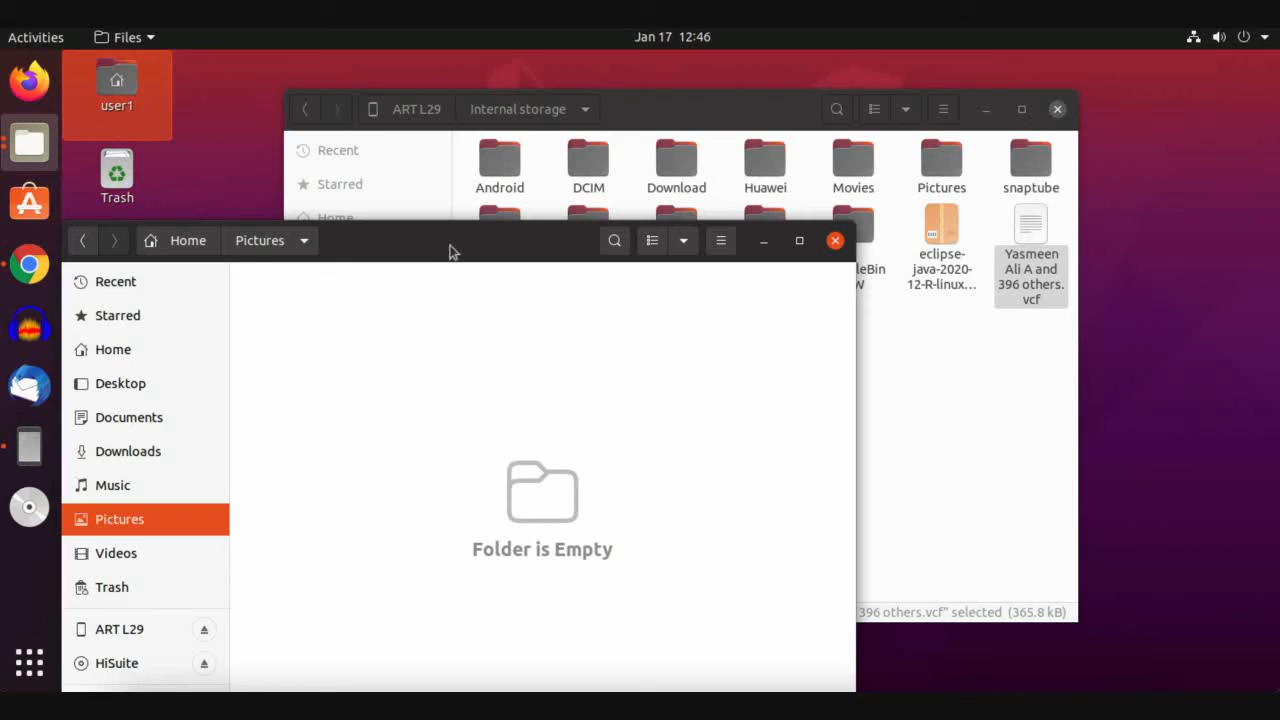 Activities
Files
Jan 17 12:46
user1
Trash
ART L29
Internal storage
Recent
Starred
Home
Android
DCIM
Download
Huawei
Movies
Pictures
snaptube
eclipse-
java-2020-
12-R-linux...
Yasmeen
Ali A and
396 others.
vcf
396 others.vcf" selected (365.8 kB)
Home
Pictures
Recent
Starred
Home
Desktop
Documents
Downloads
Music
Pictures
Videos
Trash
ART L29
HiSuite
Folder is Empty